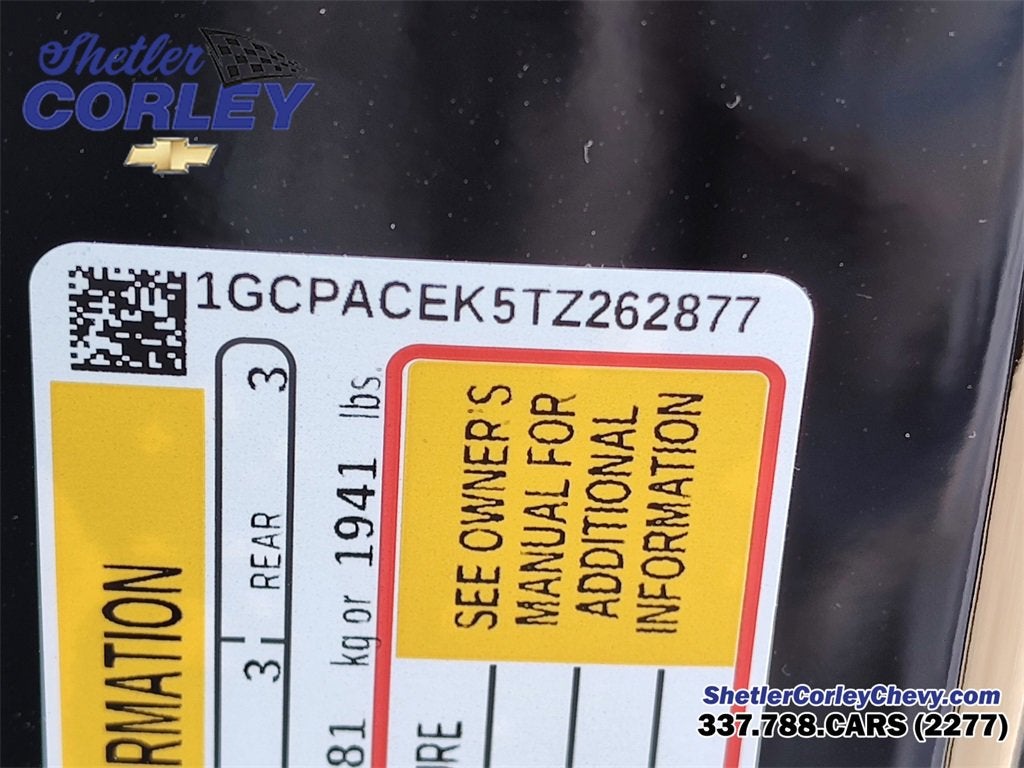 Shetler
CORLEY
1GCPACEK5TZ262877
3 REAR 3
81 kg or 1941 lbs.
SEE OWNER'S
MANUAL FOR
ADDITIONAL
INFORMATION
ShetlerCorleyChevy.com
337.788.CARS (2277)